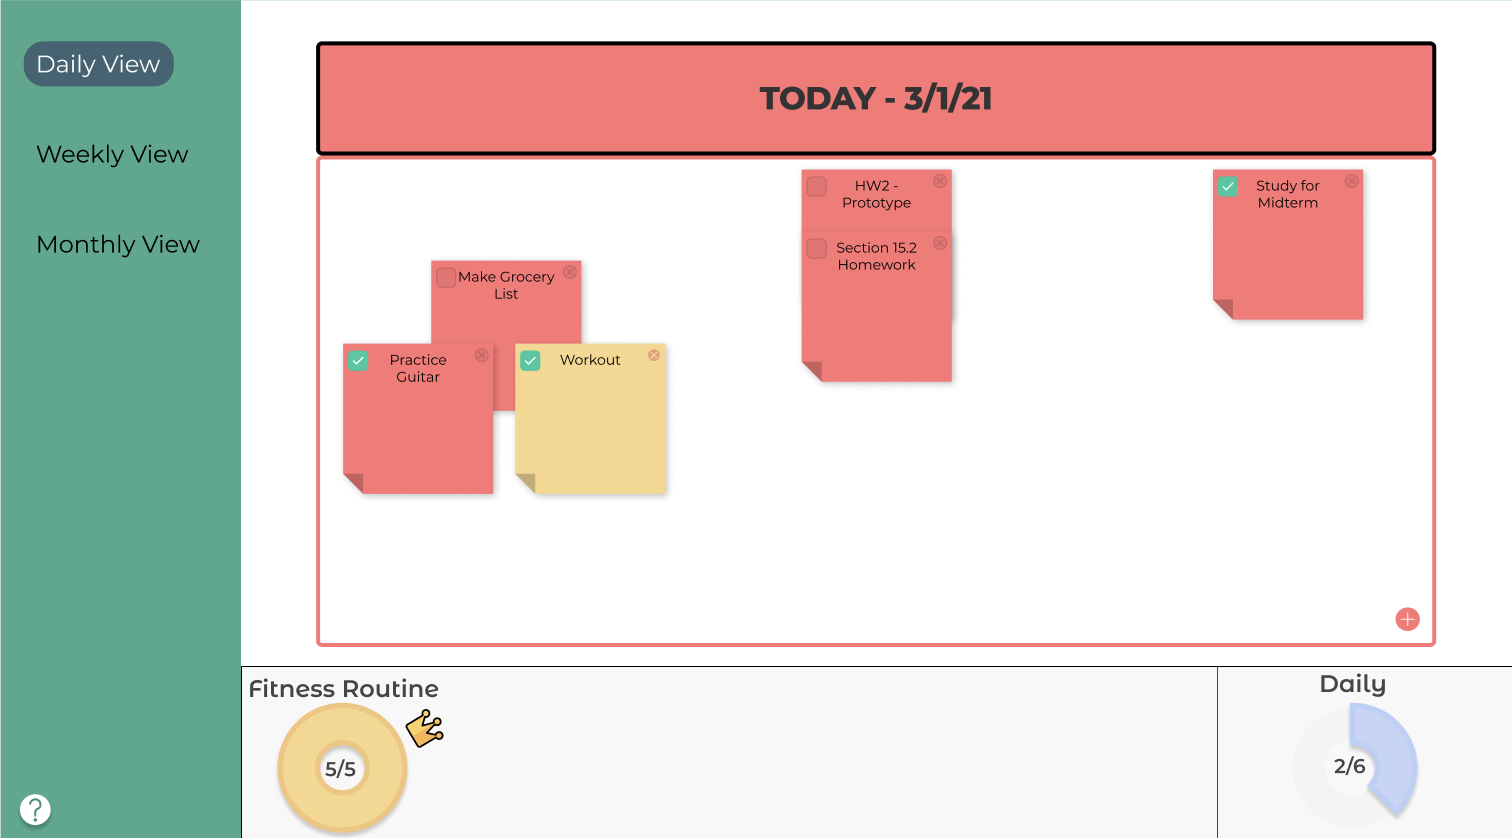 Daily View
Weekly View
Monthly View
TODAY - 3/1/21
HW2 -
Prototype
Study for
Midterm
Section 15.2
Homework
Make Grocery
List
Practice
Guitar
Workout
Fitness Routine
5/5
Daily
2/6
?